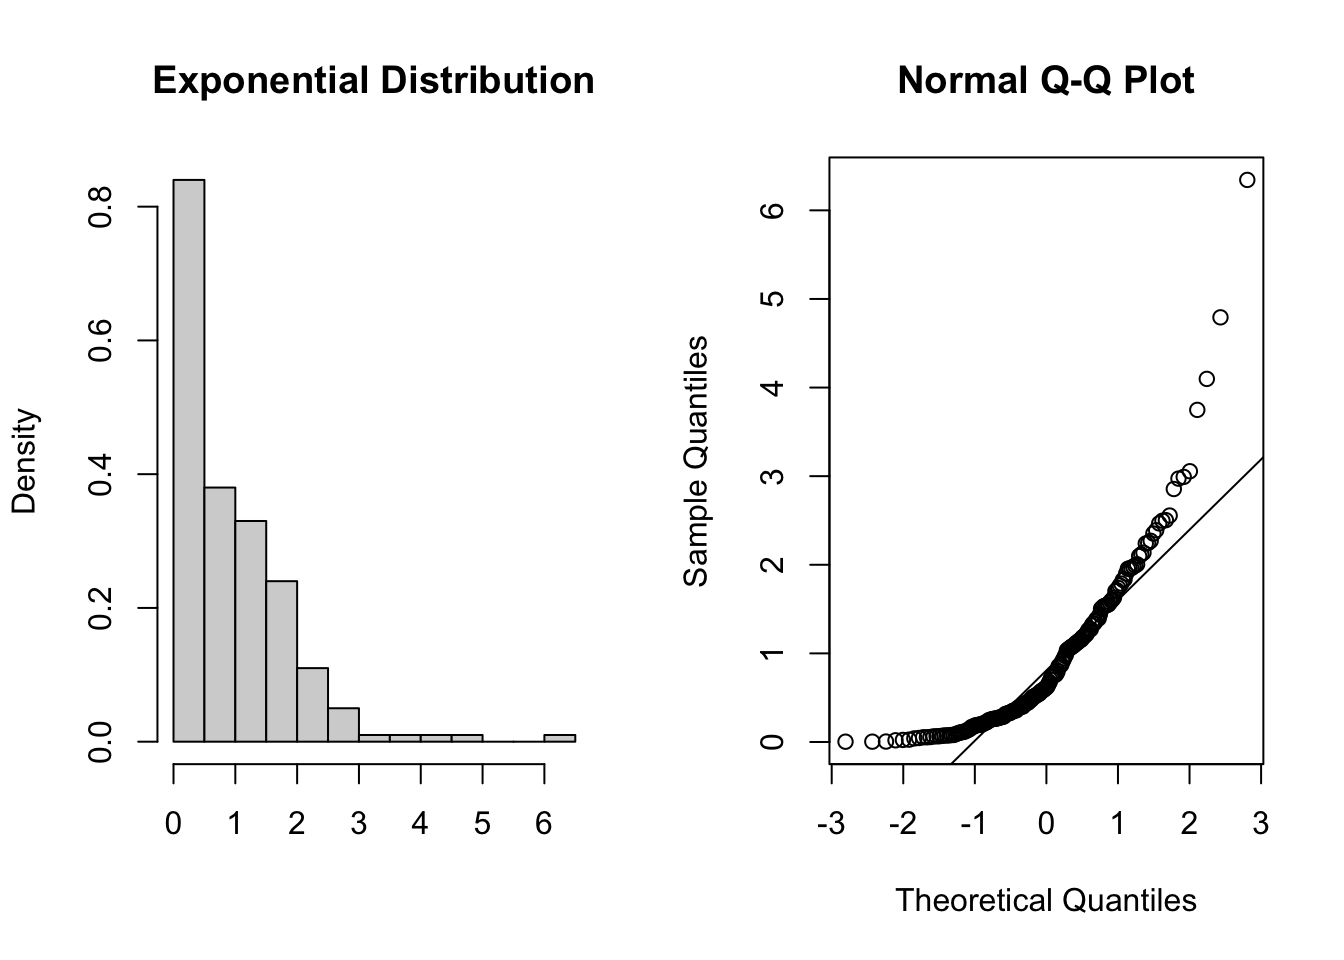 Exponential Distribution
Density
0.0 0.2 0.4 0.6 0.8
0 1 2 3 4 5 6
Normal Q-Q Plot
Sample Quantiles
0 1 2 3 4 5 6
-3 -2 -1 0 1 2 3
Theoretical Quantiles